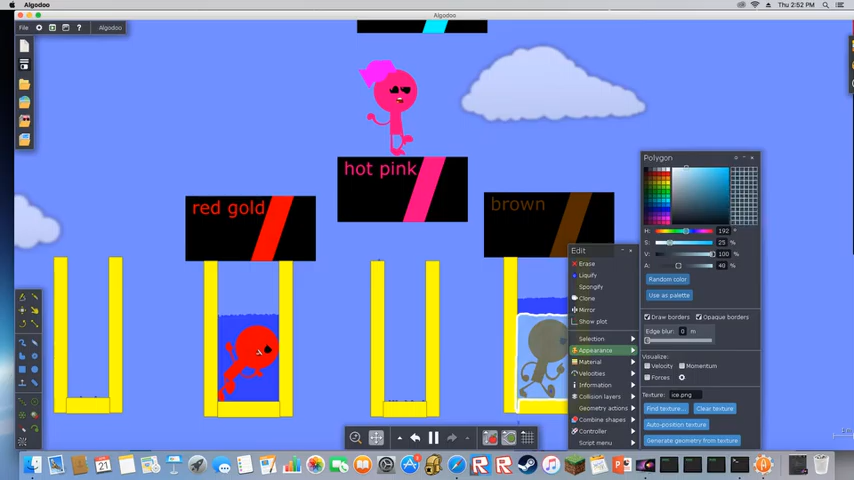 Algodoo
Thu 2:52 PM
Algodoo
File
?
Algodoo
hot pink
red gold
brown
Polygon
H: 192 °
S: 25 %
V: 100 %
A: 40 %
Random color
Use as palette
Draw borders
Opaque borders
Edge blur: 0 m
Visualize:
Velocity
Momentum
Forces
Texture: ice.png
Find texture...
Clear texture
Auto-position texture
Generate geometry from texture
Edit
Erase
Liquify
Spongify
Clone
Mirror
Show plot
Selection
Appearance
Material
Velocities
Information
Collision layers
Geometry actions
Combine shapes
Controller
Script menu